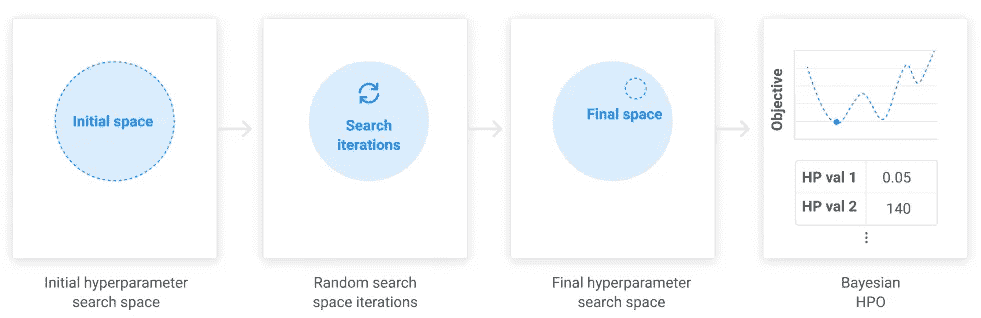 Initial space
Initial hyperparameter
search space
Search
iterations
Random search
space iterations
Final space
Final hyperparameter
search space
Objective
HP val 1 0.05
HP val 2 140
Bayesian
HPO